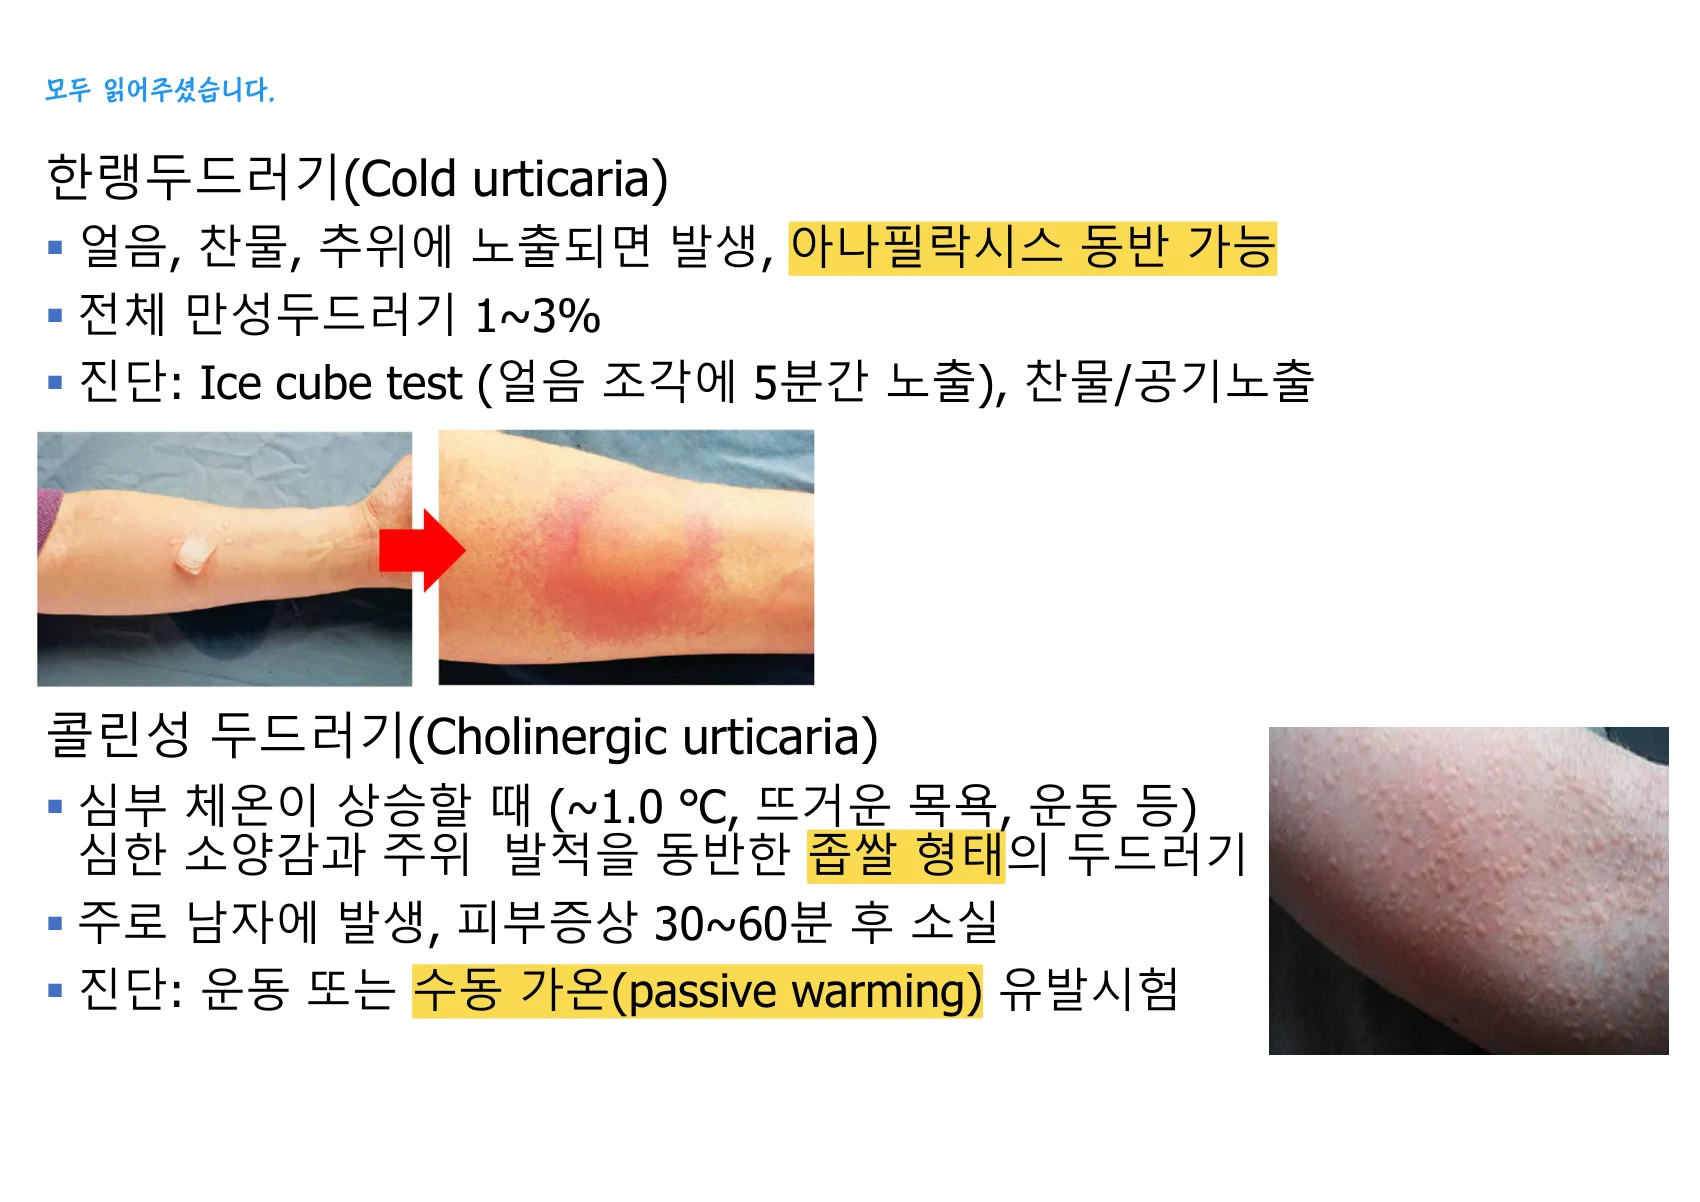 모두 읽어주셨습니다.
한랭두드러기(Cold urticaria)
▪ 얼음, 찬물, 추위에 노출되면 발생, 아나필락시스 동반 가능
▪ 전체 만성두드러기 1~3%
▪ 진단: Ice cube test (얼음 조각에 5분간 노출), 찬물/공기노출
콜린성 두드러기(Cholinergic urticaria)
▪ 심부 체온이 상승할 때 (~1.0 ℃, 뜨거운 목욕, 운동 등)
심한 소양감과 주위 발적을 동반한 좁쌀 형태의 두드러기
▪ 주로 남자에 발생, 피부증상 30~60분 후 소실
▪ 진단: 운동 또는 수동 가온(passive warming) 유발시험